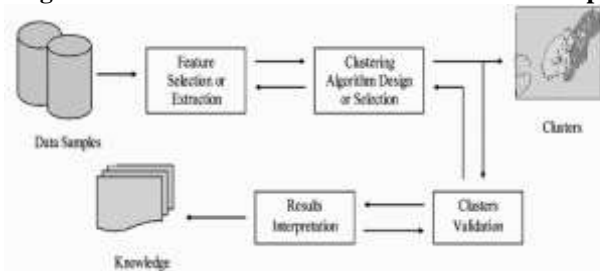 Feature
Selection or
Extraction
Clustering
Algorithm Design
or Selection
Clusters
Data Samples
Results
Interpretation
Clusters
Validation
Knowledge